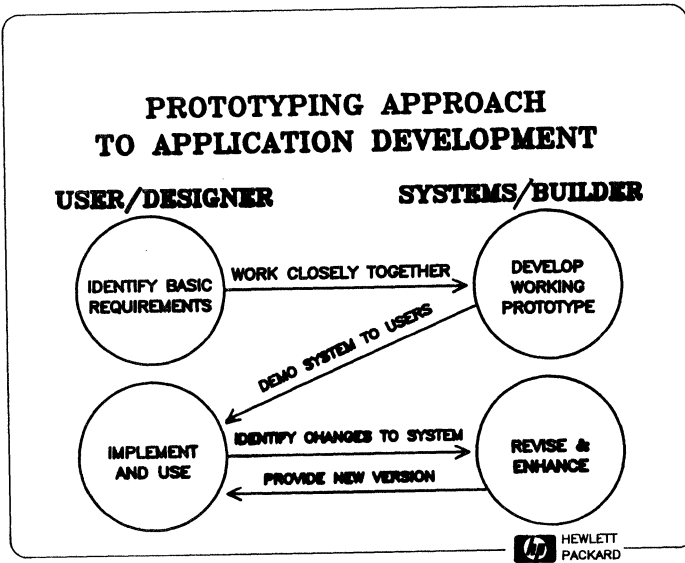 PROTOTYPING APPROACH
TO APPLICATION DEVELOPMENT
USER/DESIGNER
SYSTEMS/BUILDER
IDENTIFY BASIC
REQUIREMENTS
WORK CLOSELY TOGETHER
DEVELOP
WORKING
PROTOTYPE
DEMO SYSTEM TO USERS
IMPLEMENT
AND USE
IDENTIFY CHANGES TO SYSTEM
REVISE &
ENHANCE
PROVIDE NEW VERSION
hp
HEWLETT
PACKARD